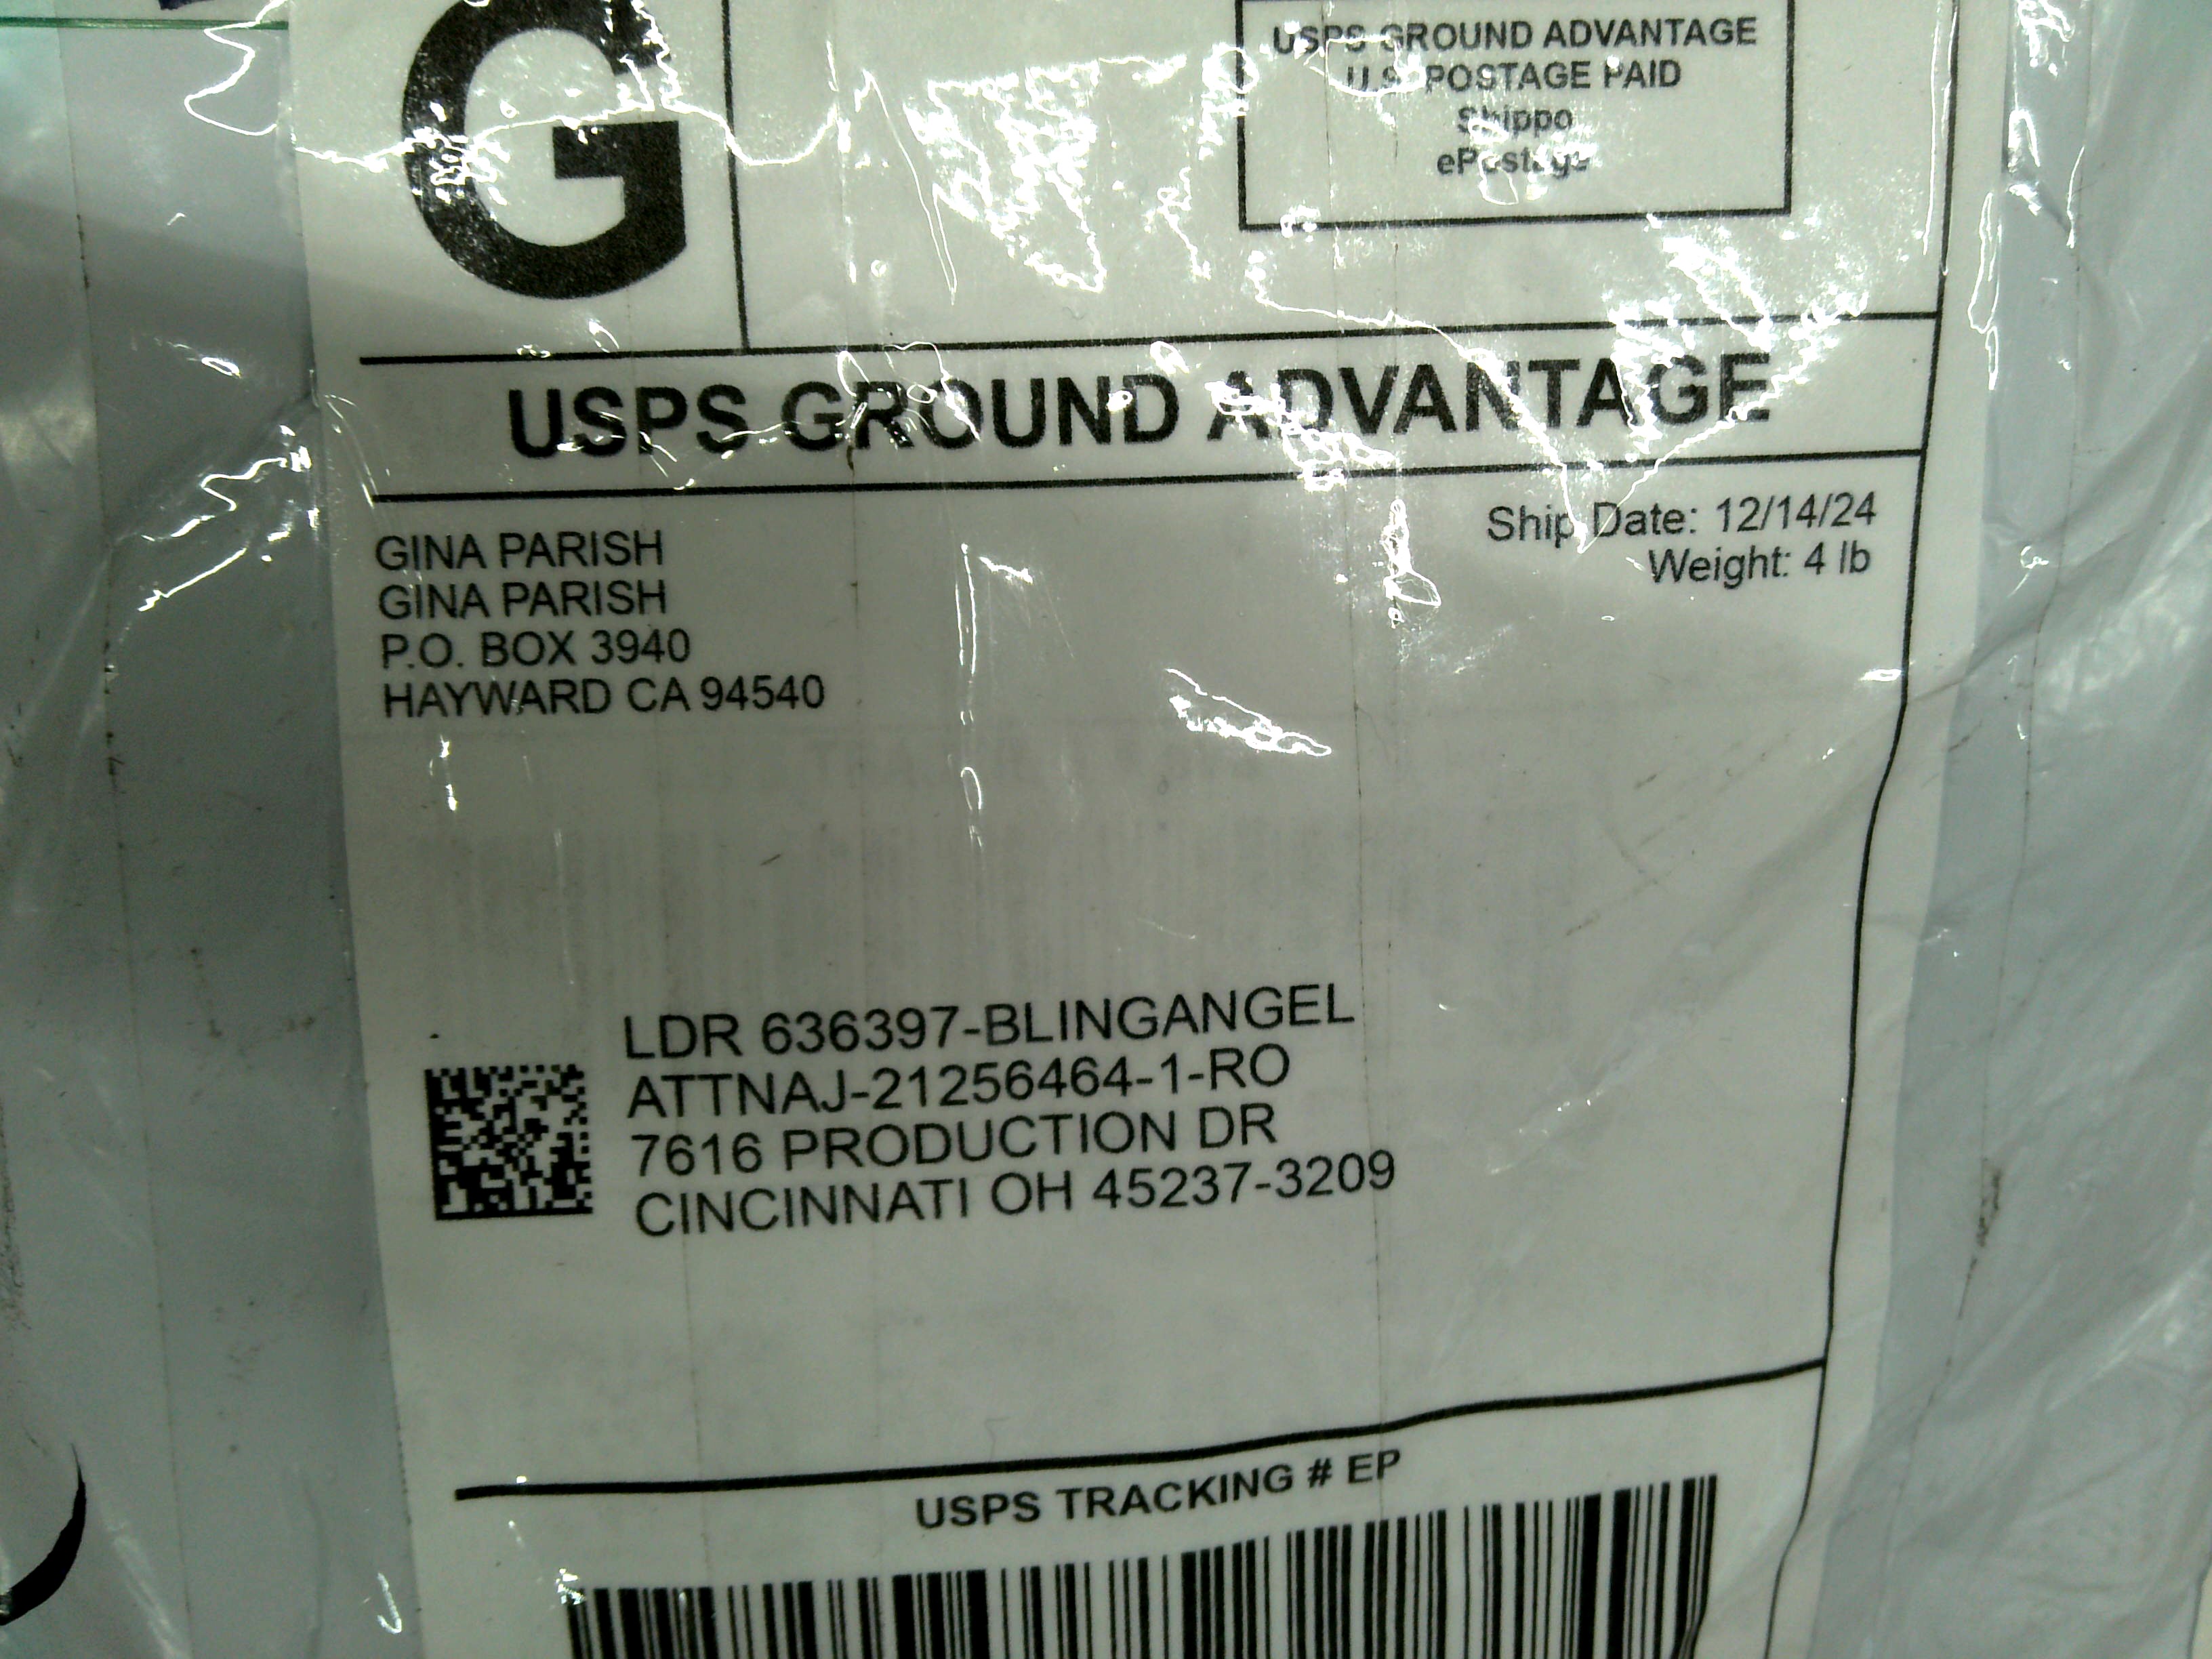 G
USPS GROUND ADVANTAGE
U.S. POSTAGE PAID
Shippo
ePostage
USPS GROUND ADVANTAGE
Ship Date: 12/14/24
Weight: 4 lb
GINA PARISH
GINA PARISH
P.O. BOX 3940
HAYWARD CA 94540
LDR 636397-BLINGANGEL
ATTNAJ-21256464-1-RO
7616 PRODUCTION DR
CINCINNATI OH 45237-3209
USPS TRACKING # EP